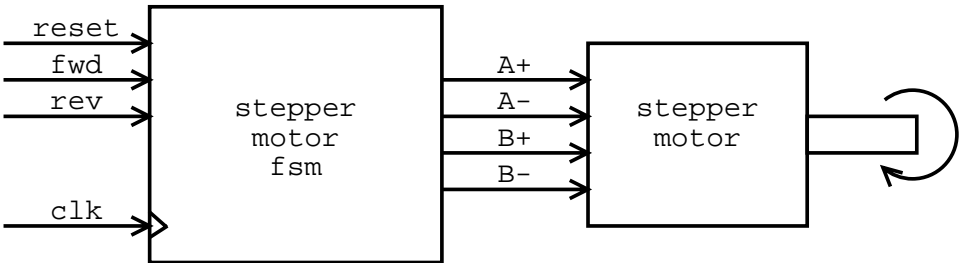 reset
fwd
rev
clk
stepper
motor
fsm
A+
A-
B+
B-
stepper
motor